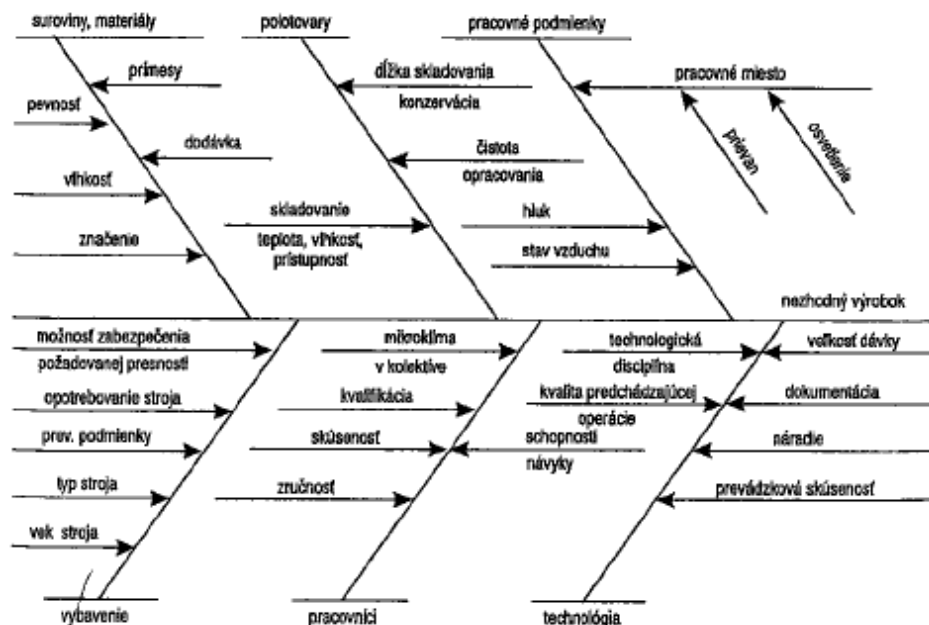 suroviny, materiály
polotovary
pracovné podmienky
prímesy
pevnosť
dodávka
vlhkosť
značenie
dĺžka skladovania
konzervácia
čistota
opracovania
skladovanie
teplota, vlhkosť,
prístupnosť
pracovné miesto
prievan
osvetlenie
hluk
stav vzduchu
nezhodný výrobok
možnosť zabezpečenia
požadovanej presnosti
opotrebovanie stroja
prev. podmienky
typ stroja
vek stroja
vybavenie
mikroklíma
v kolektíve
kvalifikácia
skúsenosť
zručnosť
schopnosti
návyky
pracovníci
technologická
disciplína
kvalita predchádzajúcej
operácie
veľkosť dávky
dokumentácia
náradie
prevádzková skúsenosť
technológia